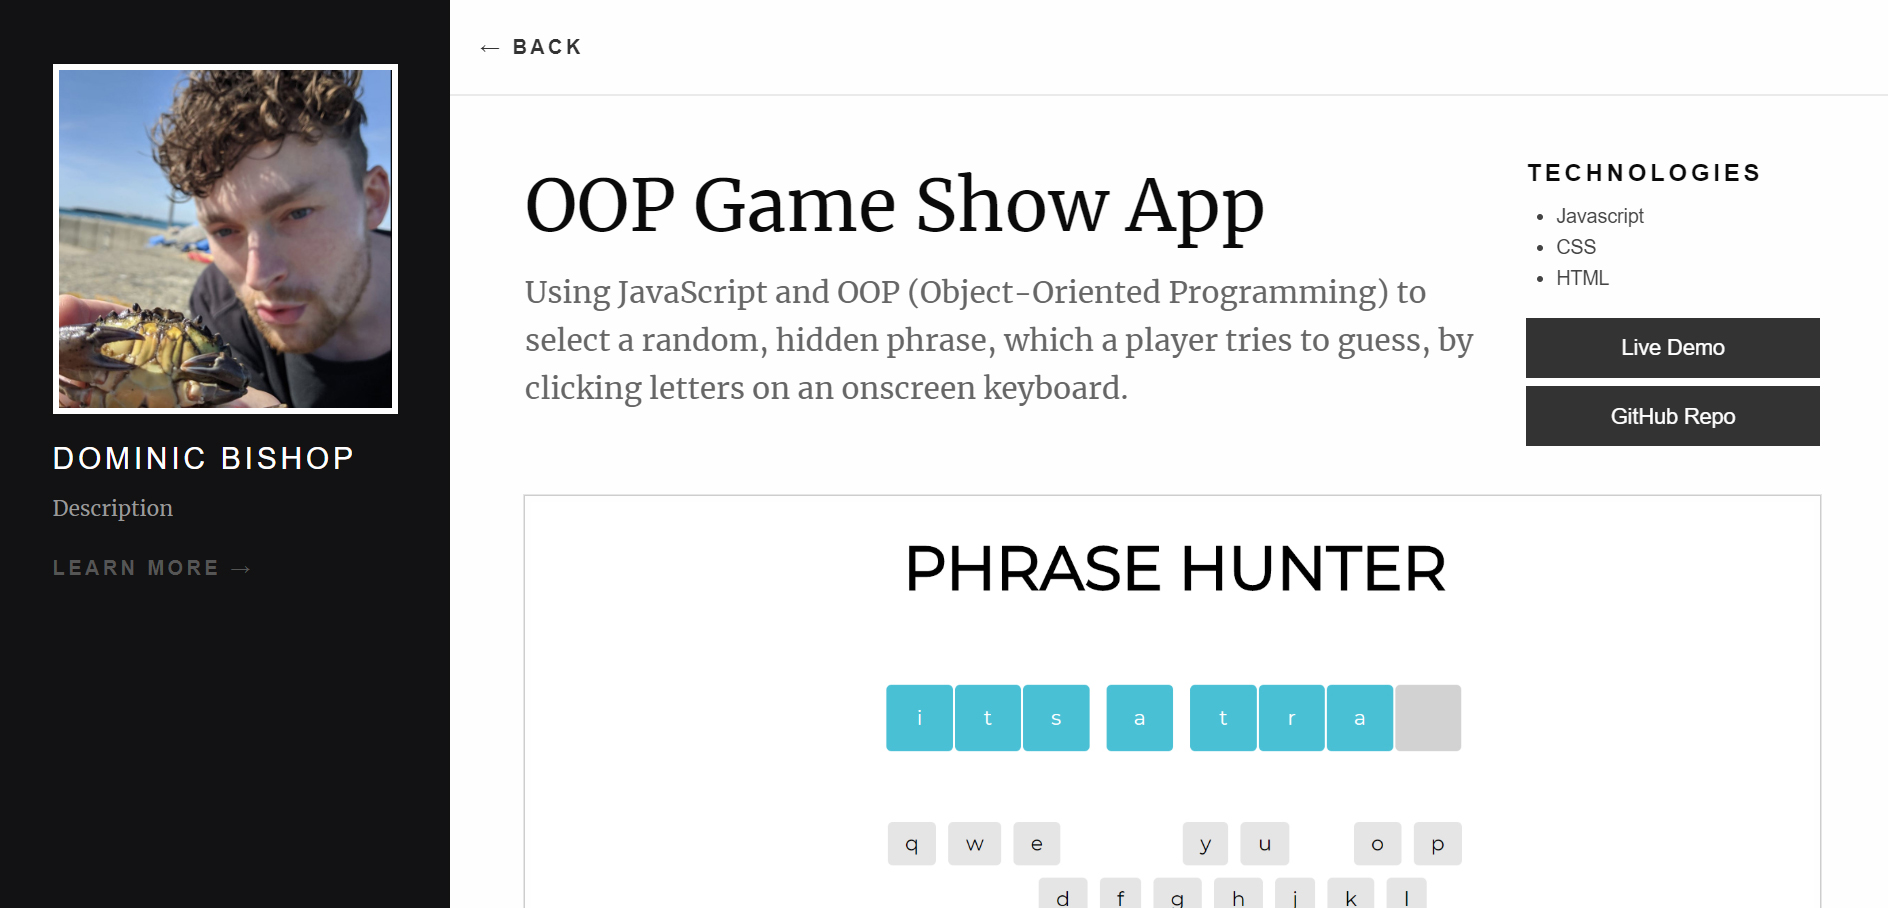 ← BACK
DOMINIC BISHOP
Description
LEARN MORE →
OOP Game Show App
Using JavaScript and OOP (Object-Oriented Programming) to
select a random, hidden phrase, which a player tries to guess, by
clicking letters on an onscreen keyboard.
TECHNOLOGIES
• Javascript
• CSS
• HTML
Live Demo
GitHub Repo
PHRASE HUNTER
i t s a t r a
q w e y u o p
d f g h j k l